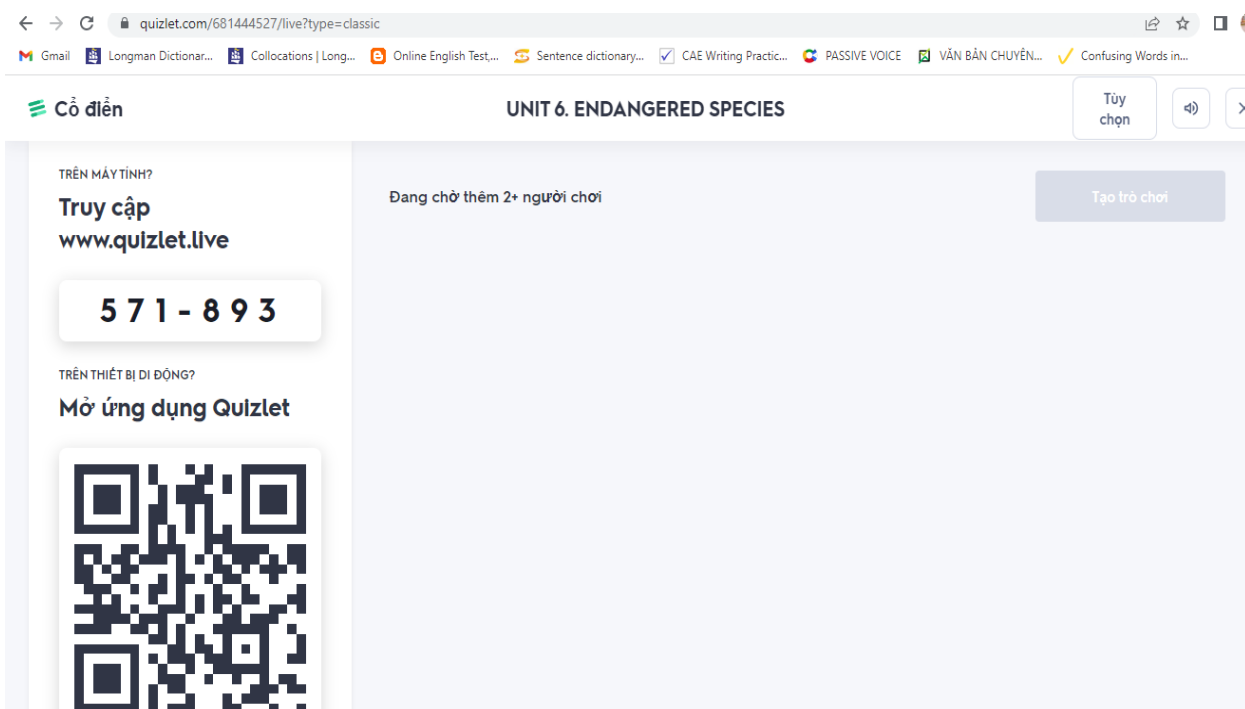 quizlet.com/681444527/live?type=classic
Gmail Longman Dictionar... Collocations | Long... Online English Test,... Sentence dictionary... CAE Writing Practic... PASSIVE VOICE VĂN BẢN CHUYÊN... Confusing Words in...
Cổ điển
UNIT 6. ENDANGERED SPECIES
Tùy
chọn
TRÊN MÁY TÍNH?
Truy cập
www.quizlet.live
571-893
TRÊN THIẾT BỊ DI ĐỘNG?
Mở ứng dụng Quizlet
Đang chờ thêm 2+ người chơi
Tạo trò chơi